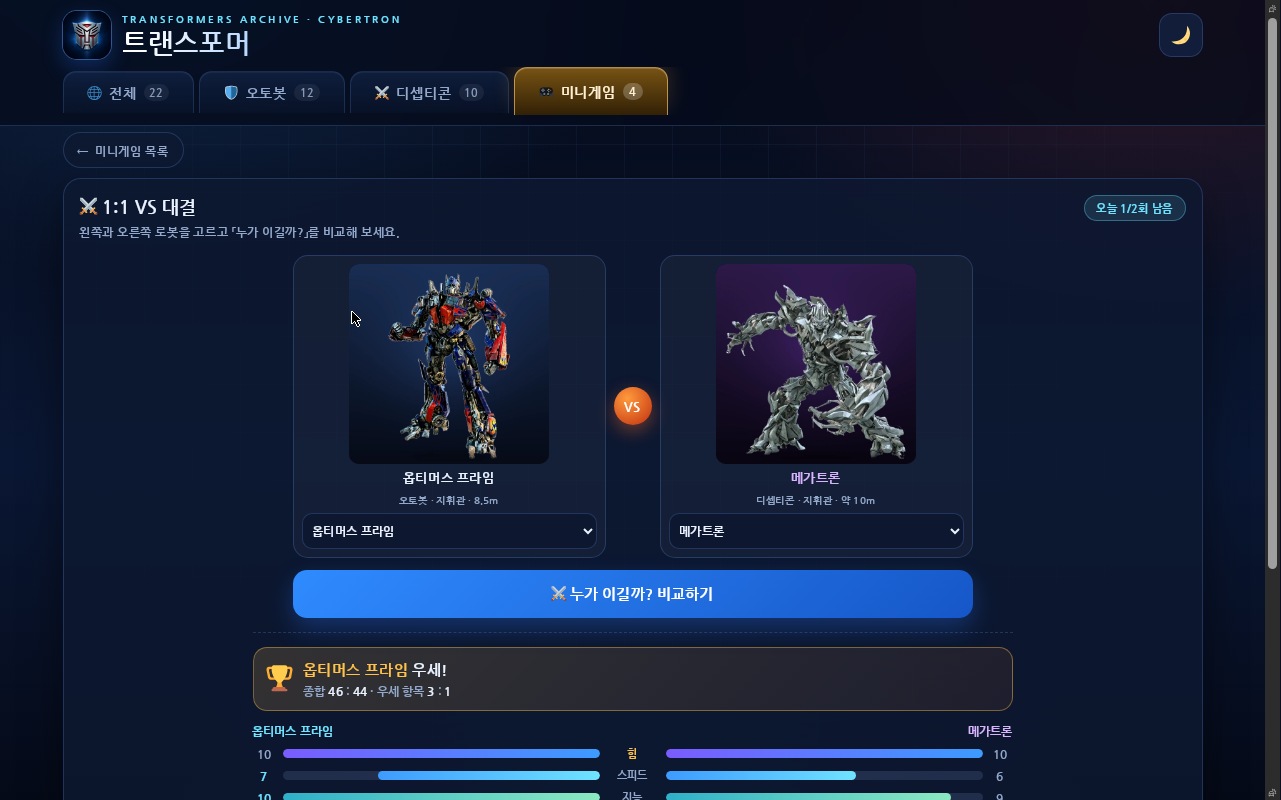 TRANSFORMERS ARCHIVE · CYBERTRON
트랜스포머
전체 22
오토봇 12
디셉티콘 10
미니게임 4
← 미니게임 목록
1:1 VS 대결
오늘 1/2회 남음
왼쪽과 오른쪽 로봇을 고르고 「누가 이길까?」를 비교해 보세요.
VS
옵티머스 프라임
오토봇 · 지휘관 · 8.5m
옵티머스 프라임
메가트론
디셉티콘 · 지휘관 · 약 10m
메가트론
누가 이길까? 비교하기
옵티머스 프라임 우세!
종합 46 : 44 · 우세 항목 3 : 1
옵티머스 프라임 메가트론
10 힘 10
7 스피드 6
10 지능 9